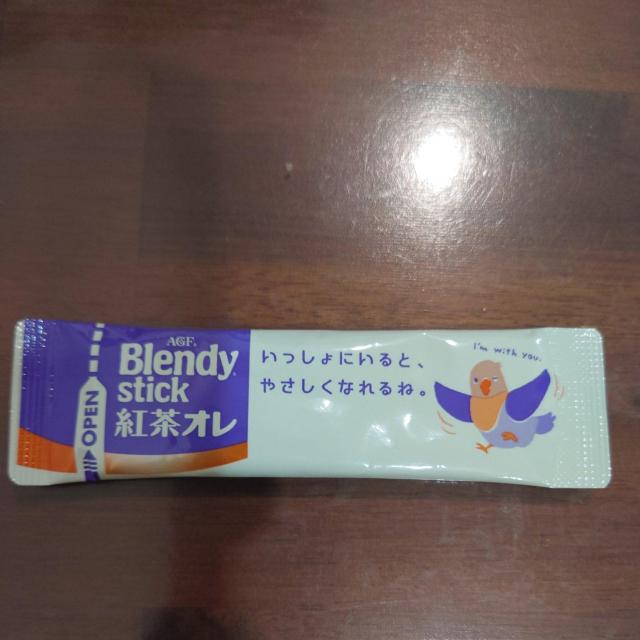 AGF
Blendy
stick
紅茶オレ
OPEN
いっしょにいると、
やさしくなれるね。
I'm with you.